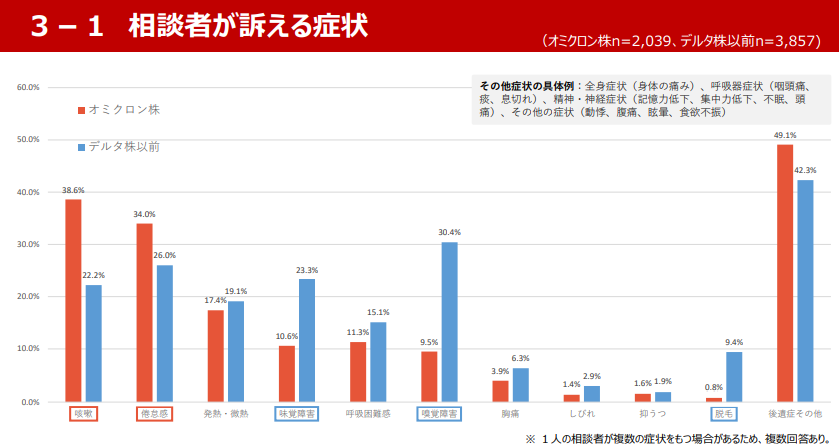 ３－１　相談者が訴える症状
（オミクロン株n=2,039、デルタ株以前n=3,857）
その他症状の具体例：全身症状（身体の痛み）、呼吸器症状（咽頭痛、
痰、息切れ）、精神・神経症状（記憶力低下、集中力低下、不眠、頭
痛）、その他の症状（動悸、腹痛、眩暈、食欲不振）
オミクロン株
デルタ株以前
60.0%
50.0%
40.0%
30.0%
20.0%
10.0%
0.0%
38.6%
22.2%
34.0%
26.0%
17.4%
19.1%
10.6%
23.3%
11.3%
15.1%
9.5%
30.4%
3.9%
6.3%
1.4%
2.9%
1.6%
1.9%
0.8%
9.4%
49.1%
42.3%
咳嗽
倦怠感
発熱・微熱
味覚障害
呼吸困難感
嗅覚障害
胸痛
しびれ
抑うつ
脱毛
後遺症その他
※ １人の相談者が複数の症状をもつ場合があるため、複数回答あり。